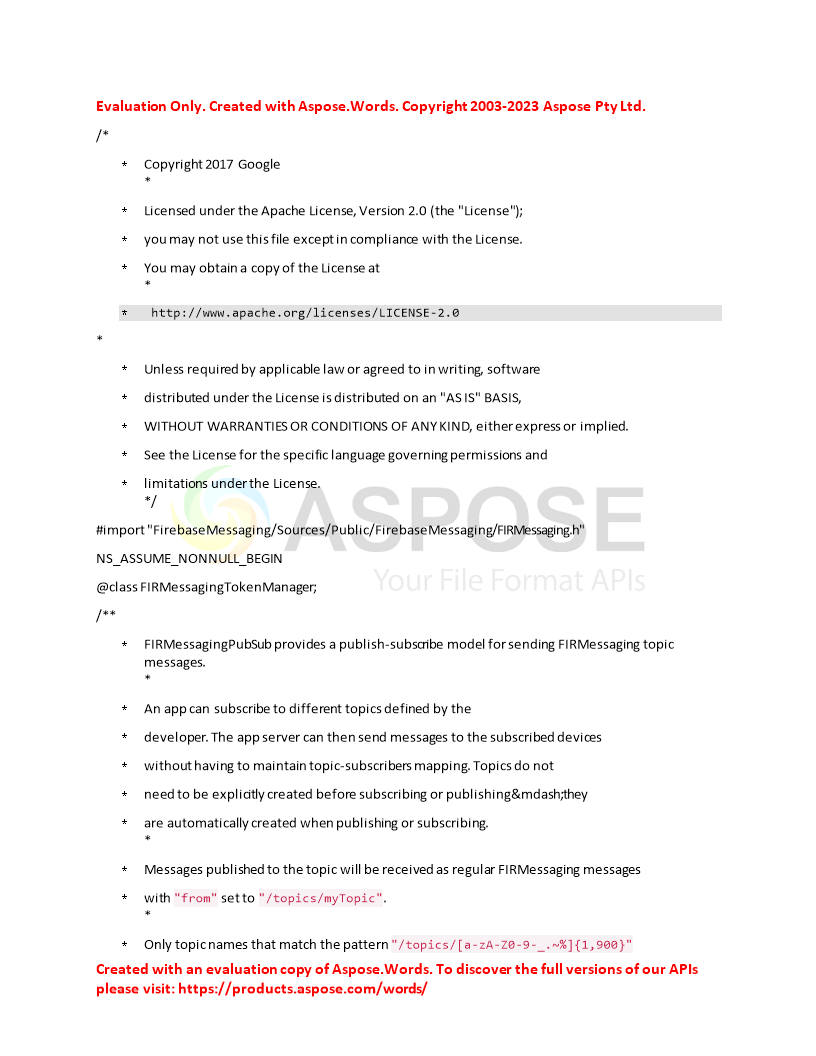 Evaluation Only. Created with Aspose.Words. Copyright 2003-2023 Aspose Pty Ltd.
/*
* Copyright 2017 Google
*
* Licensed under the Apache License, Version 2.0 (the "License");
* you may not use this file except in compliance with the License.
* You may obtain a copy of the License at
*
* http://www.apache.org/licenses/LICENSE-2.0
*
* Unless required by applicable law or agreed to in writing, software
* distributed under the License is distributed on an "AS IS" BASIS,
* WITHOUT WARRANTIES OR CONDITIONS OF ANY KIND, either express or implied.
* See the License for the specific language governing permissions and
* limitations under the License.
*/
ASPOSE
#import "FirebaseMessaging/Sources/Public/FirebaseMessaging/FIRMessaging.h"
NS_ASSUME_NONNULL_BEGIN
Your File Format APIs
@class FIRMessagingTokenManager;
/**
* FIRMessagingPubSub provides a publish-subscribe model for sending FIRMessaging topic
messages.
*
* An app can subscribe to different topics defined by the
* developer. The app server can then send messages to the subscribed devices
* without having to maintain topic-subscribers mapping. Topics do not
* need to be explicitly created before subscribing or publishing&mdash;they
* are automatically created when publishing or subscribing.
*
* Messages published to the topic will be received as regular FIRMessaging messages
* with "from" set to "/topics/myTopic".
*
* Only topic names that match the pattern "/topics/[a-zA-Z0-9-_.~%]{1,900}"
Created with an evaluation copy of Aspose.Words. To discover the full versions of our APIs
please visit: https://products.aspose.com/words/